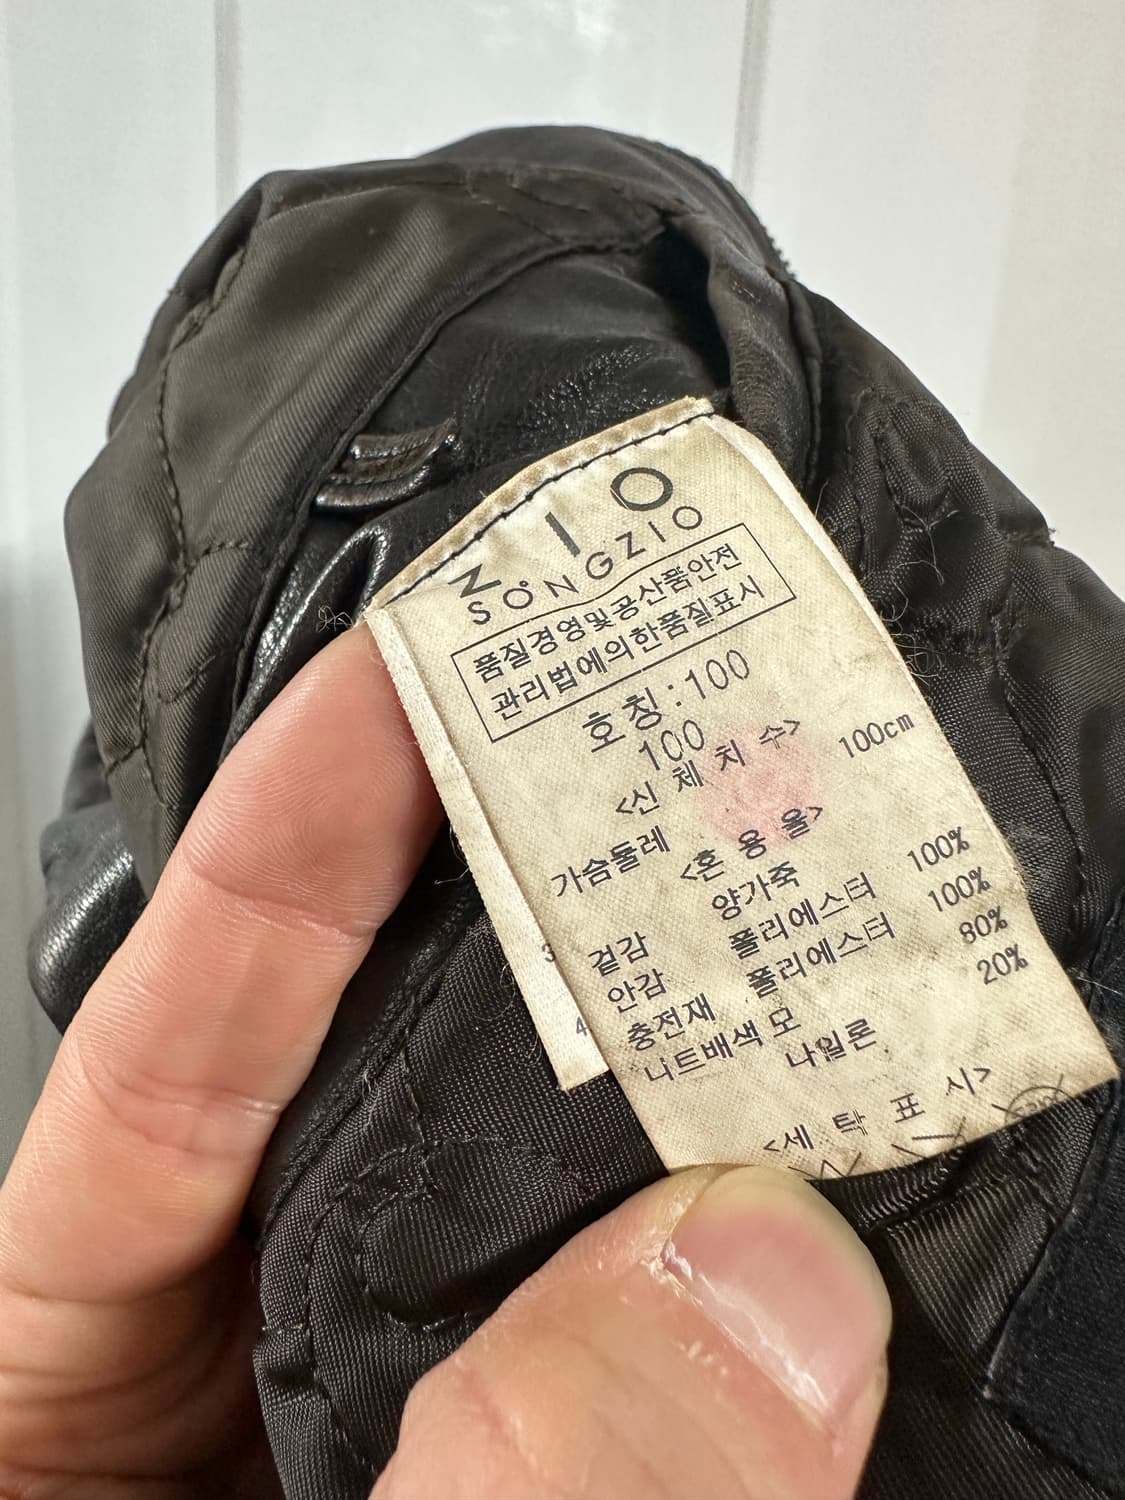 ZIO
SONGZIO
품질경영및공산품안전
관리법에의한품질표시
호칭:100
100
<신 체 치 수>
가슴둘레 100cm
<혼 용 율>
겉감 양가죽 100%
안감 폴리에스터 100%
충전재 폴리에스터 80%
니트배색 모 20%
나일론
<세 탁 표 시>
3
4